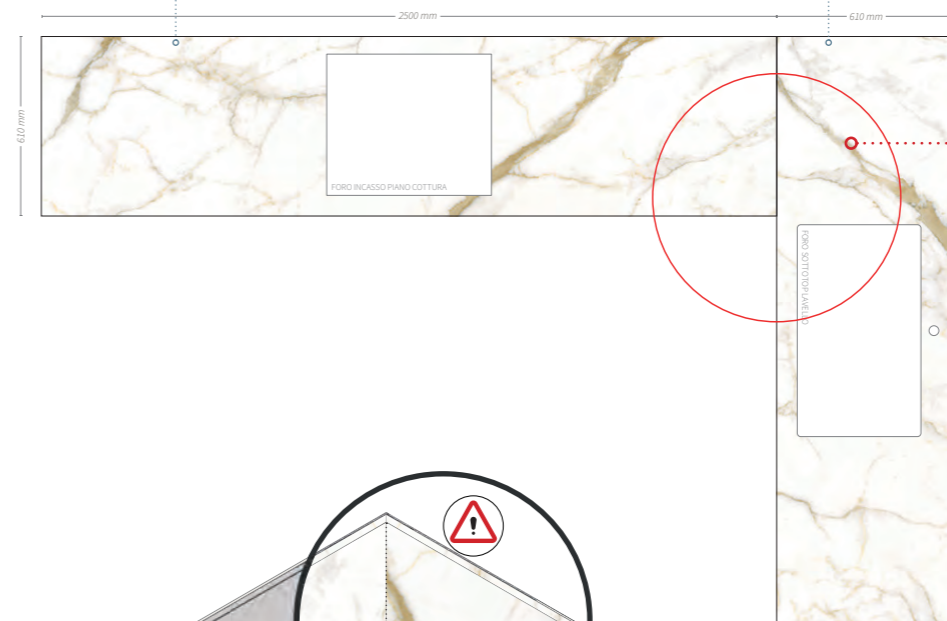 2500 mm
610 mm
610 mm
FORO INCASSO PIANO COTTURA
FORO SOTTOTOP LAVELLO